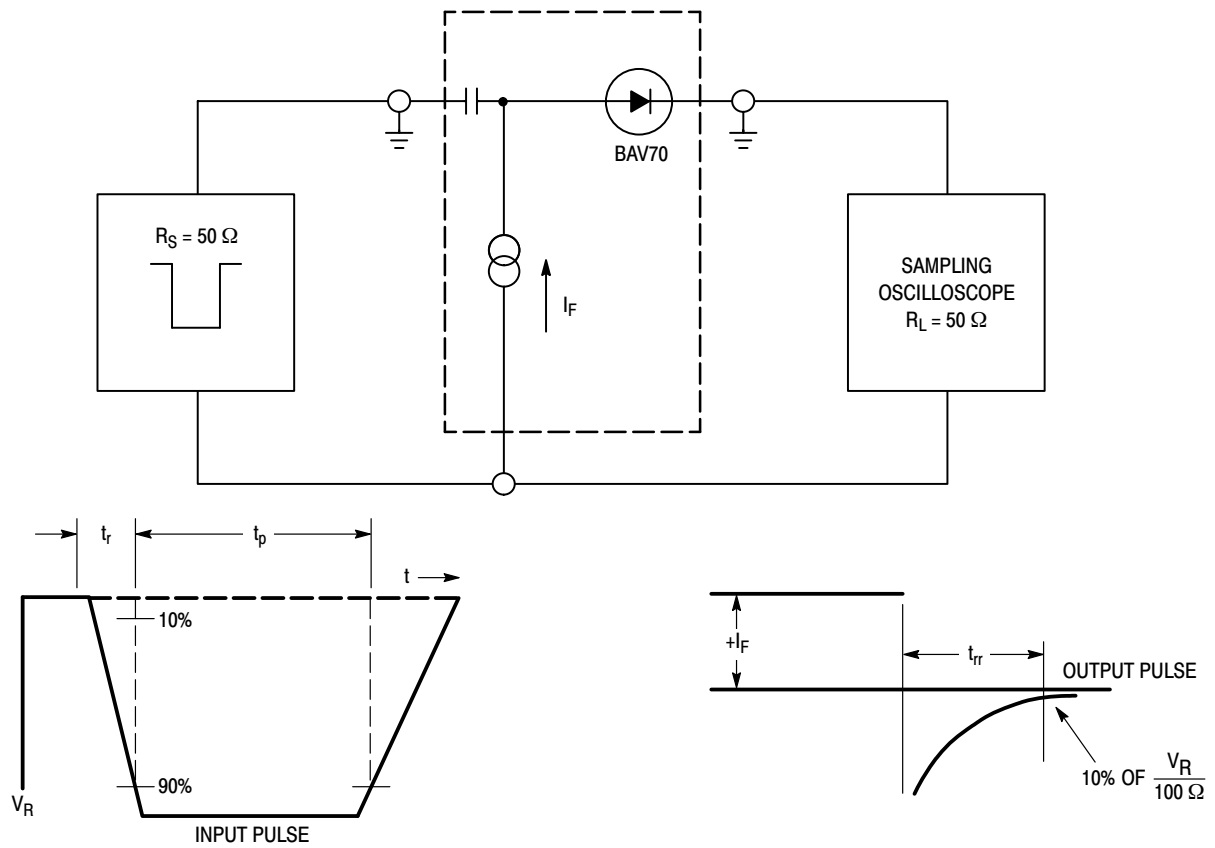 BAV70
R_S = 50 Ω
I_F
SAMPLING
OSCILLOSCOPE
R_L = 50 Ω
t_r
t_p
t
10%
90%
V_R
INPUT PULSE
+I_F
t_rr
OUTPUT PULSE
10% OF V_R
100 Ω